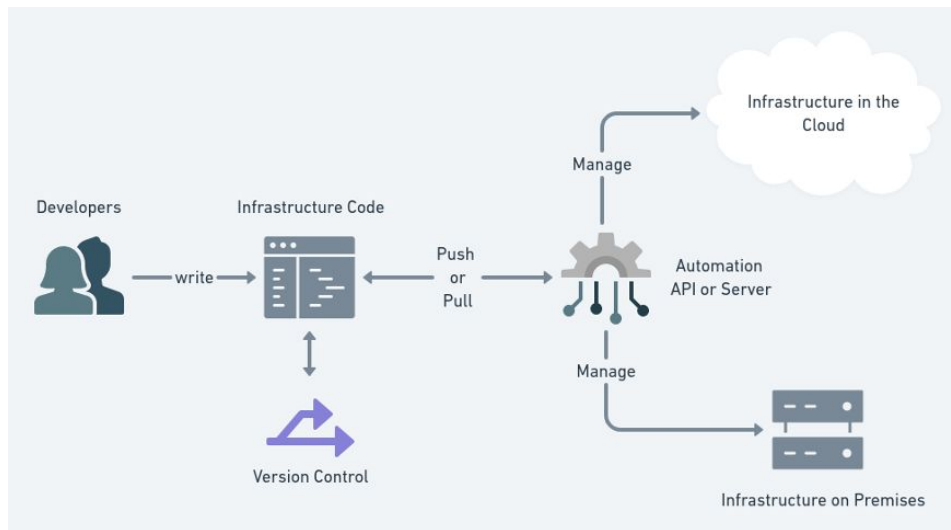 Infrastructure in the
Cloud
Manage
Developers
Infrastructure Code
write
Push
or
Pull
Automation
API or Server
Manage
Version Control
Infrastructure on Premises